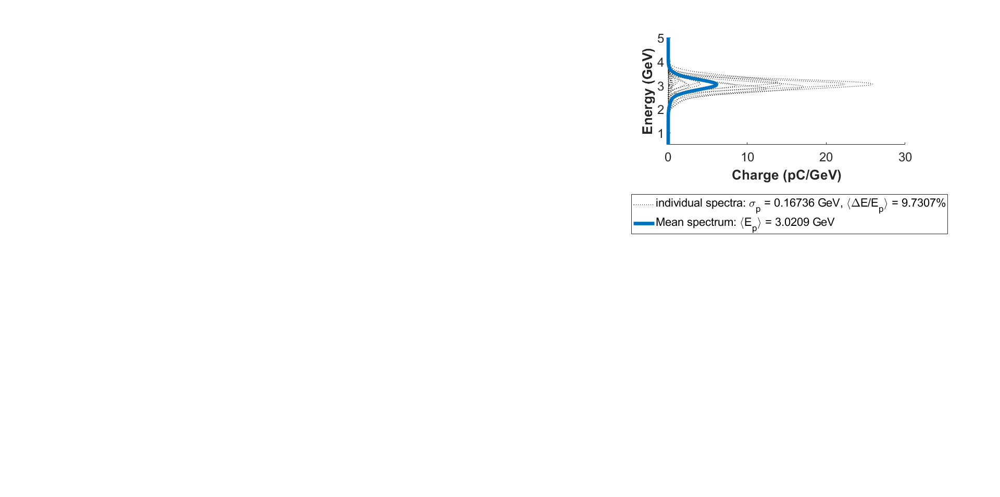 5
4
3
2
1
Energy (GeV)
0 10 20 30
Charge (pC/GeV)
individual spectra: σp = 0.16736 GeV, ⟨ΔE/Ep⟩ = 9.7307%
Mean spectrum: ⟨Ep⟩ = 3.0209 GeV